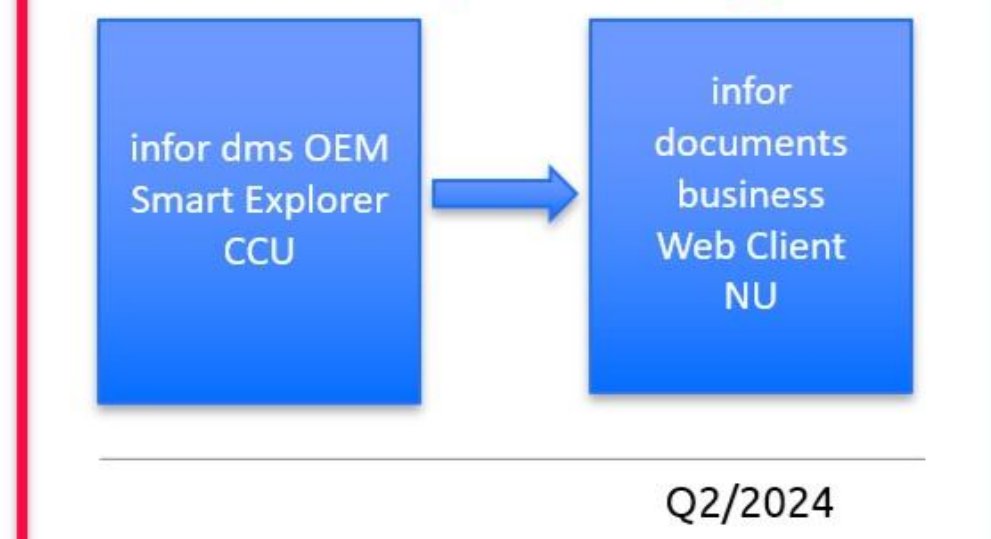 infor dms OEM
Smart Explorer
CCU
infor
documents
business
Web Client
NU
Q2/2024